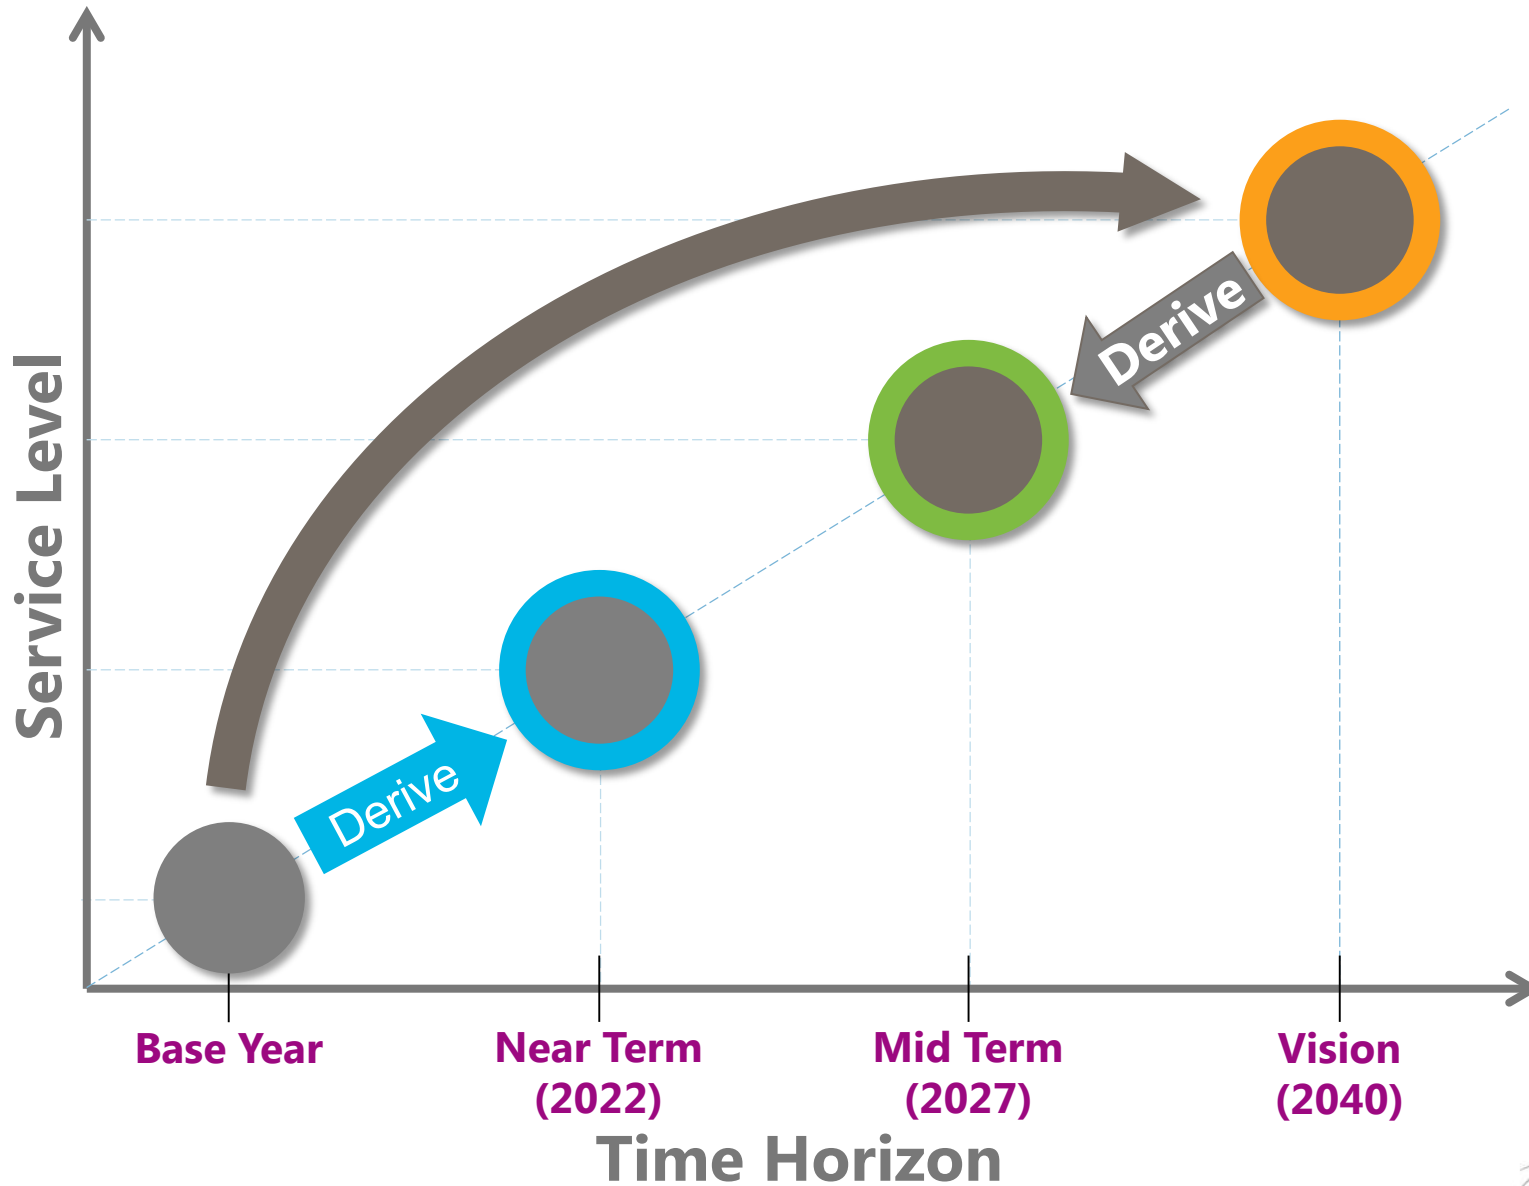 Service Level
Derive
Derive
Base Year
Near Term
(2022)
Mid Term
(2027)
Vision
(2040)
Time Horizon